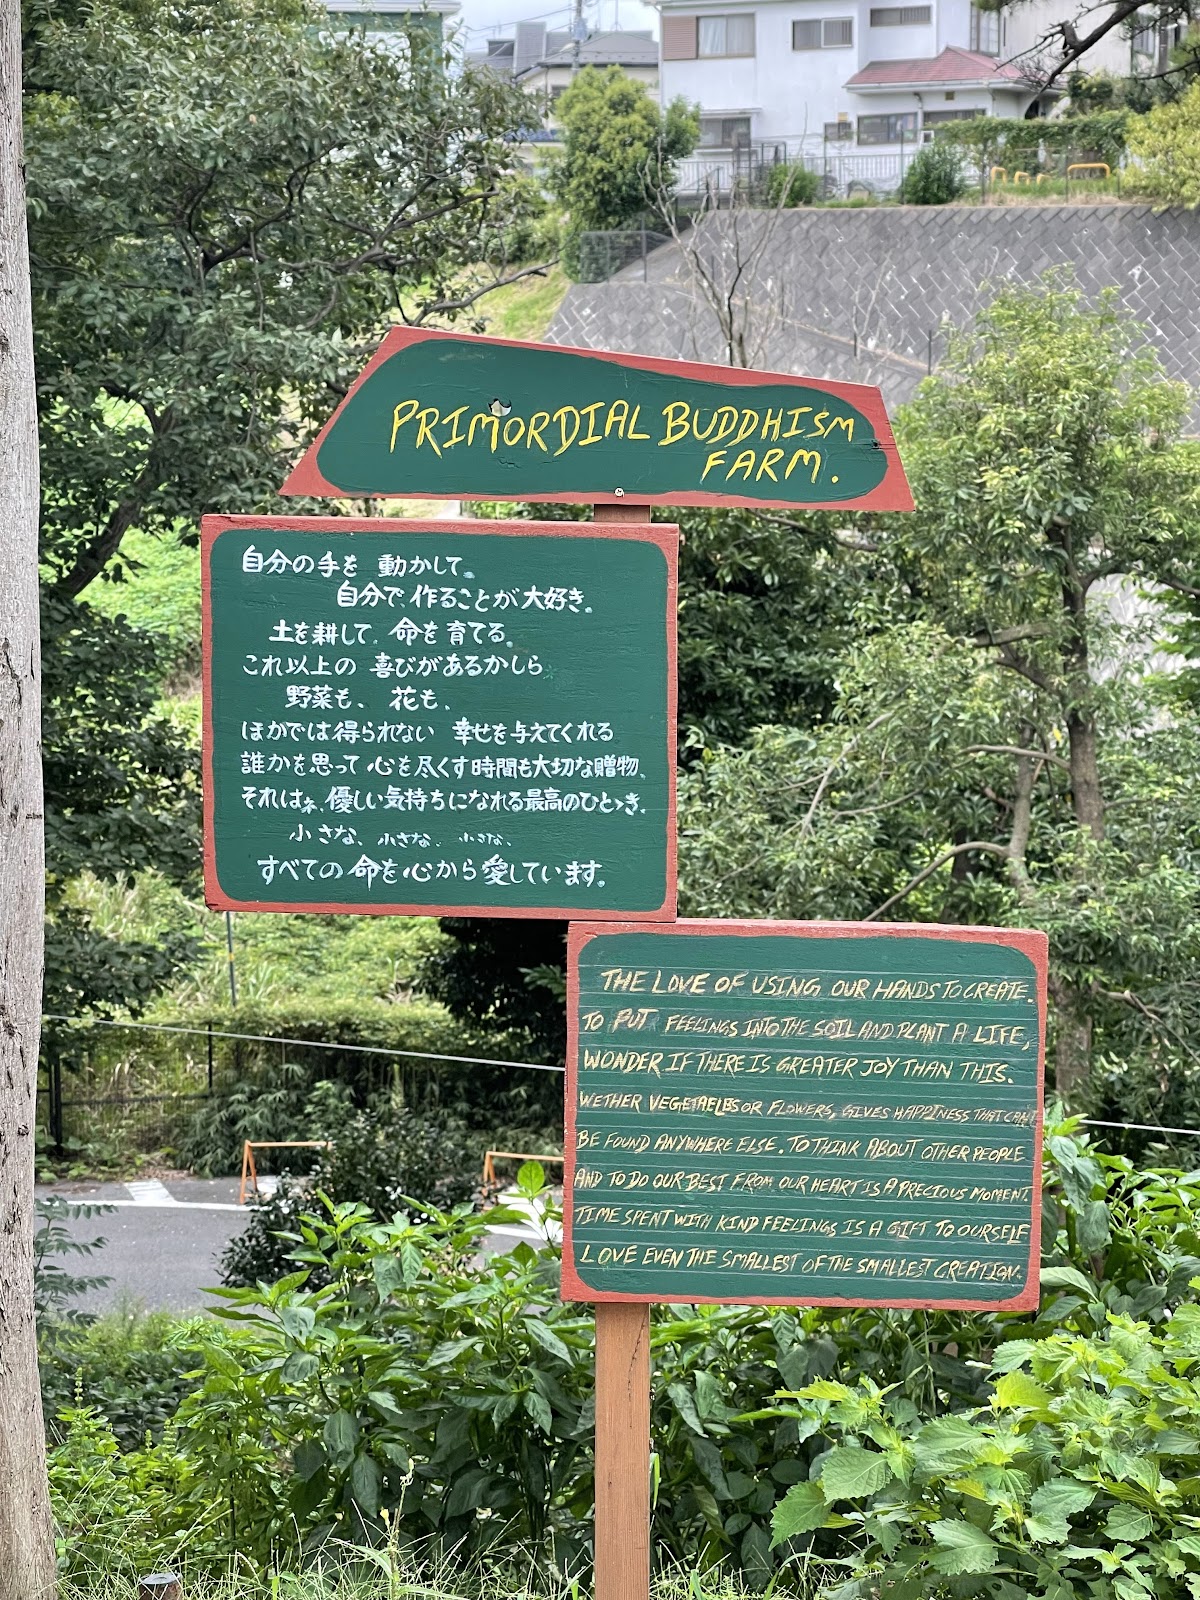 PRIMORDIAL BUDDHISM
FARM.
自分の手を 動かして。
自分で、作ることが大好き。
土を耕して、命を育てる。
これ以上の 喜びがあるかしら
野菜も、花も、
ほかでは得られない 幸せを与えてくれる
誰かを思って心を尽くす時間も大切な贈物、
それはネ、優しい気持ちになれる最高のひとっき。
小さな、小さな、小さな、
すべての命を心から愛しています。
THE LOVE OF USING OUR HANDS TO CREATE.
TO PUT FEELINGS INTO THE SOIL AND PLANT A LIFE,
WONDER IF THERE IS GREATER JOY THAN THIS.
WETHER VEGETABLES OR FLOWERS, GIVES HAPPINESS THAT CAN'T
BE FOUND ANYWHERE ELSE. TO THINK ABOUT OTHER PEOPLE
AND TO DO OUR BEST FROM OUR HEART IS A PRECIOUS MOMENT.
TIME SPENT WITH KIND FEELINGS IS A GIFT TO OURSELF
LOVE EVEN THE SMALLEST OF THE SMALLEST CREATION.